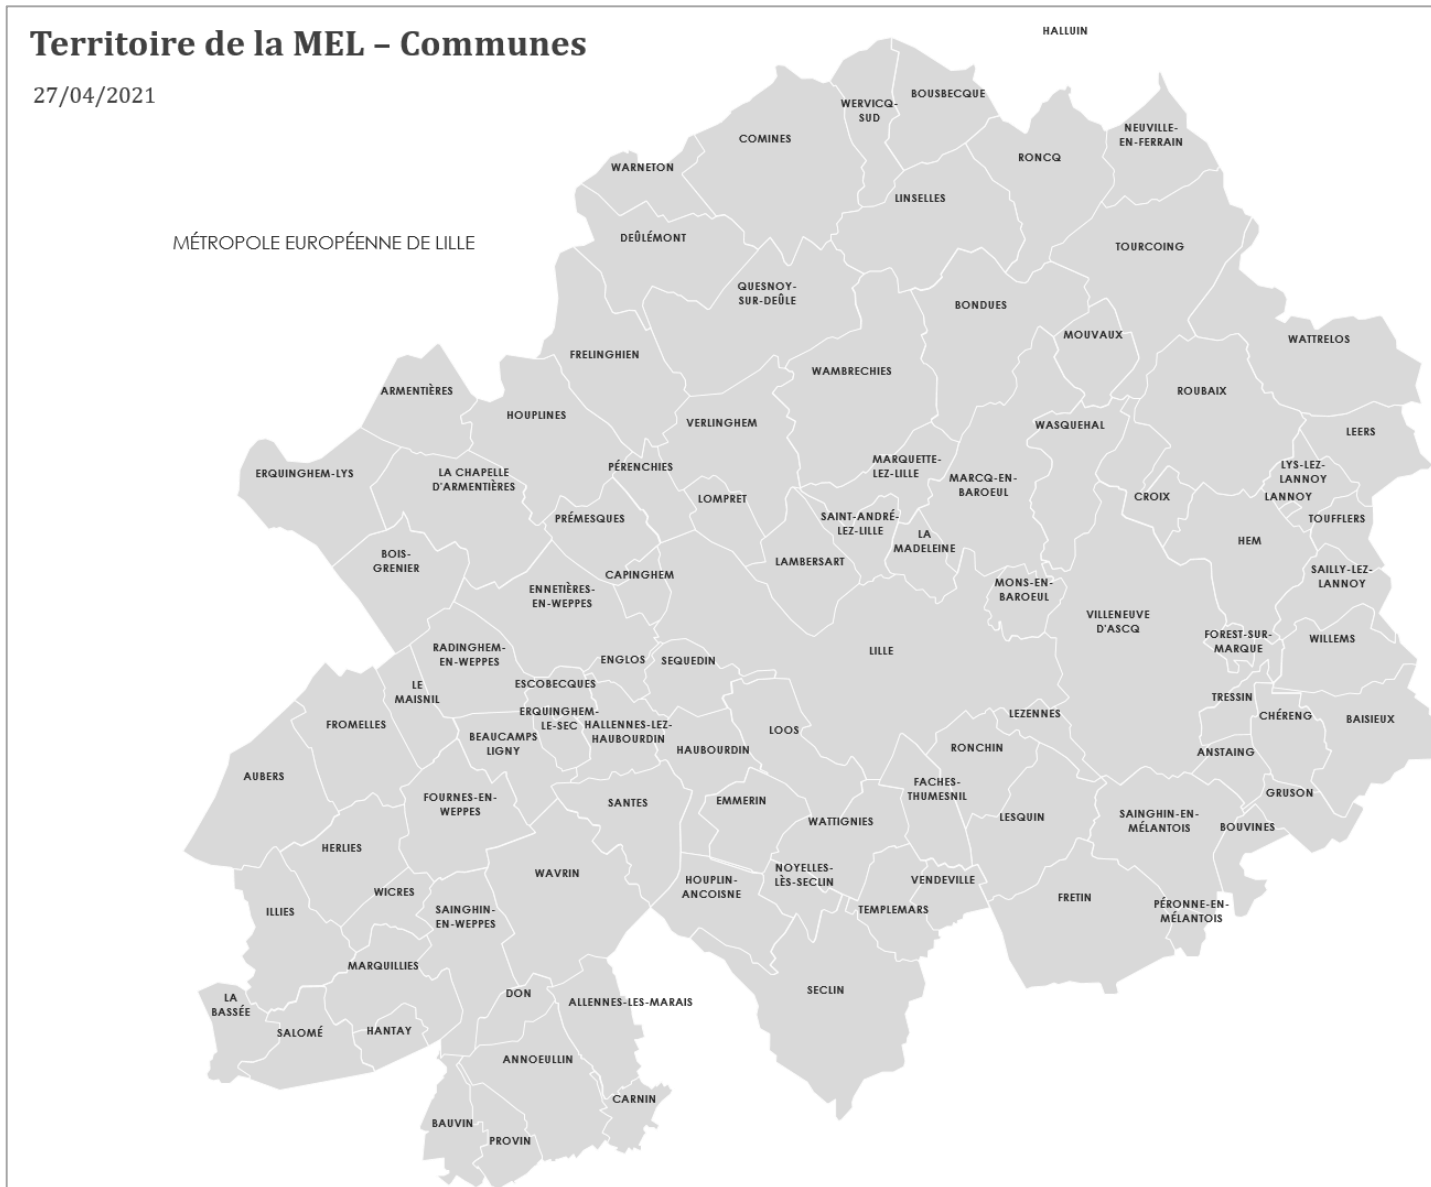 Territoire de la MEL – Communes
27/04/2021
HALLUIN
BOUSBECQUE
WERVICQ-
SUD
COMINES
NEUVILLE-
EN-FERRAIN
RONCQ
WARNETON
LINSELLES
MÉTROPOLE EUROPÉENNE DE LILLE
DEÛLÉMONT
TOURCOING
QUESNOY-
SUR-DEÛLE
BONDUES
MOUVAUX
WATTRELOS
FRELINGHIEN
WAMBRECHIES
ARMENTIÈRES
ROUBAIX
HOUPLINES
VERLINGHEM
WASQUEHAL
LEERS
ERQUINGHEM-LYS
LA CHAPELLE
D'ARMENTIÈRES
PÉRENCHIES
MARQUETTE-
LEZ-LILLE
MARCQ-EN-
BAROEUL
LYS-LEZ-
LANNOY
LOMPRET
CROIX
LANNOY
PRÉMESQUES
SAINT-ANDRÉ-
LEZ-LILLE
TOUFFLERS
LA
MADELEINE
HEM
BOIS-
GRENIER
LAMBERSART
CAPINGHEM
SAILLY-LEZ-
LANNOY
ENNETIÈRES-
EN-WEPPES
MONS-EN-
BAROEUL
VILLENEUVE
D'ASCQ
FOREST-SUR-
MARQUE
WILLEMS
RADINGHEM-
EN-WEPPES
LILLE
ENGLOS
SEQUEDIN
LE
MAISNIL
ESCOBECQUES
TRESSIN
ERQUINGHEM-
LE-SEC
LEZENNES
CHÉRENG
BAISIEUX
FROMELLES
HALLENNES-LEZ-
HAUBOURDIN
LOOS
BEAUCAMPS
LIGNY
HAUBOURDIN
RONCHIN
ANSTAING
AUBERS
FACHES-
THUMESNIL
GRUSON
FOURNES-EN-
WEPPES
SANTES
EMMERIN
WATTIGNIES
LESQUIN
SAINGHIN-EN-
MÉLANTOIS
BOUVINES
HERLIES
WAVRIN
NOYELLES-
LÈS-SECLIN
HOUPLIN-
ANCOISNE
VENDEVILLE
WICRES
FRETIN
ILLIES
SAINGHIN-
EN-WEPPES
TEMPLEMARS
PÉRONNE-EN-
MÉLANTOIS
MARQUILLIES
SECLIN
DON
LA
BASSÉE
ALLENNES-LES-MARAIS
SALOMÉ
HANTAY
ANNOEULLIN
CARNIN
BAUVIN
PROVIN